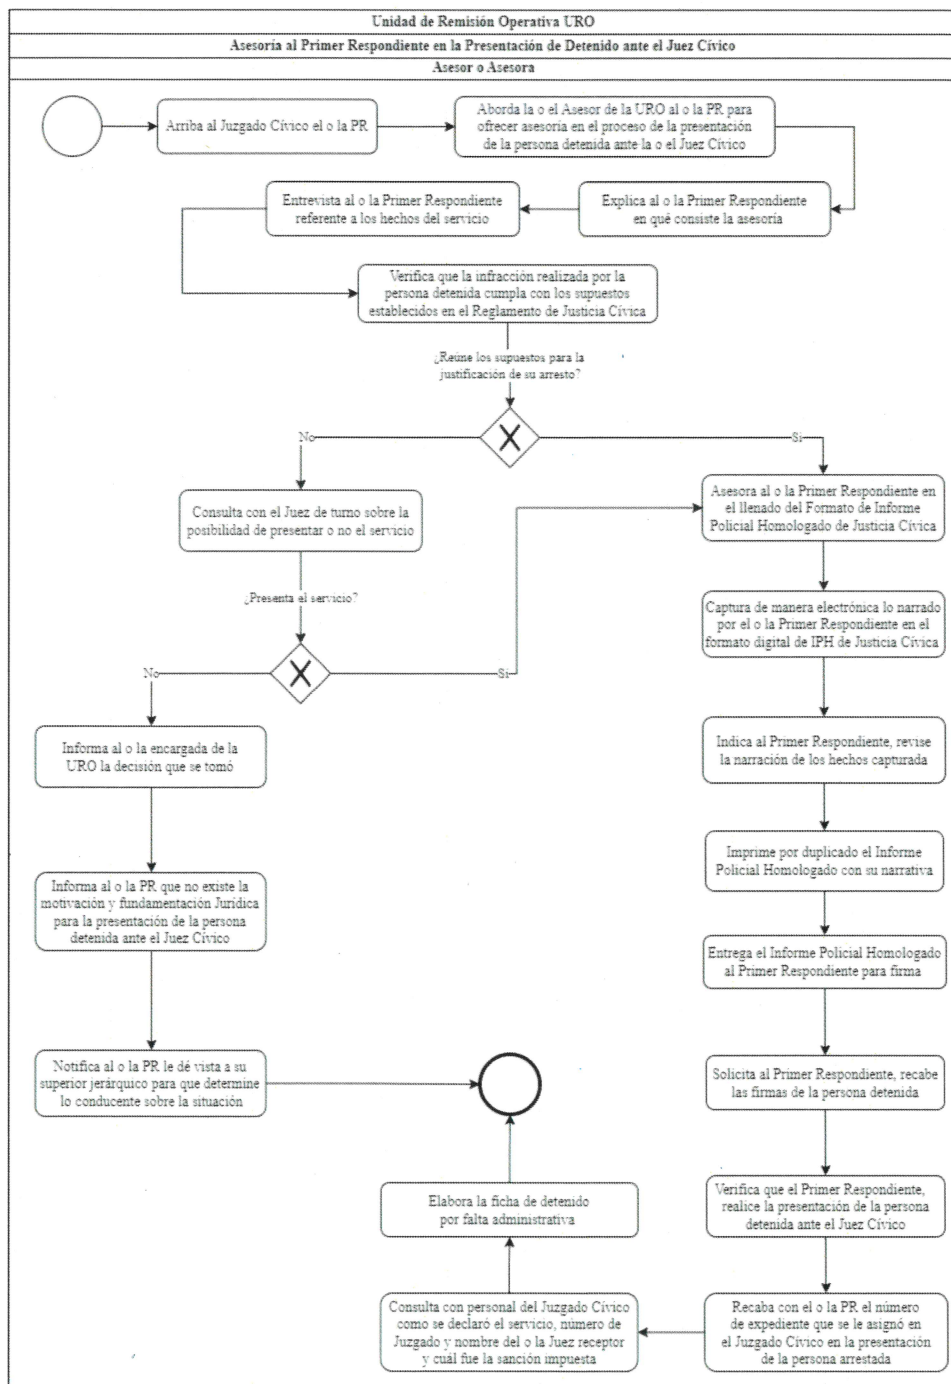 Unidad de Remisión Operativa URO
Asesoría al Primer Respondiente en la Presentación de Detenido ante el Juez Cívico
Asesor o Asesora
Arriba al Juzgado Cívico el o la PR
Aborda la o el Asesor de la URO al o la PR para
ofrecer asesoría en el proceso de la presentación
de la persona detenida ante la o el Juez Cívico
Explica al o la Primer Respondiente
en qué consiste la asesoría
Entrevista al o la Primer Respondiente
referente a los hechos del servicio
Verifica que la infracción realizada por la
persona detenida cumpla con los supuestos
establecidos en el Reglamento de Justicia Cívica
¿Reúne los supuestos para la
justificación de su arresto?
No
Si
Consulta con el Juez de turno sobre la
posibilidad de presentar o no el servicio
¿Presenta el servicio?
No
Si
Informa al o la encargada de la
URO la decisión que se tomó
Informa al o la PR que no existe la
motivación y fundamentación Jurídica
para la presentación de la persona
detenida ante el Juez Cívico
Notifica al o la PR le dé vista a su
superior jerárquico para que determine
lo conducente sobre la situación
Asesora al o la Primer Respondiente en
el llenado del Formato de Informe
Policial Homologado de Justicia Cívica
Captura de manera electrónica lo narrado
por el o la Primer Respondiente en el
formato digital de IPH de Justicia Cívica
Indica al Primer Respondiente, revise
la narración de los hechos capturada
Imprime por duplicado el Informe
Policial Homologado con su narrativa
Entrega el Informe Policial Homologado
al Primer Respondiente para firma
Solicita al Primer Respondiente, recabe
las firmas de la persona detenida
Verifica que el Primer Respondiente,
realice la presentación de la persona
detenida ante el Juez Cívico
Recaba con el o la PR el número
de expediente que se le asignó en
el Juzgado Cívico en la presentación
de la persona arrestada
Consulta con personal del Juzgado Cívico
como se declaró el servicio, número de
Juzgado y nombre del o la Juez receptor
y cuál fue la sanción impuesta
Elabora la ficha de detenido
por falta administrativa